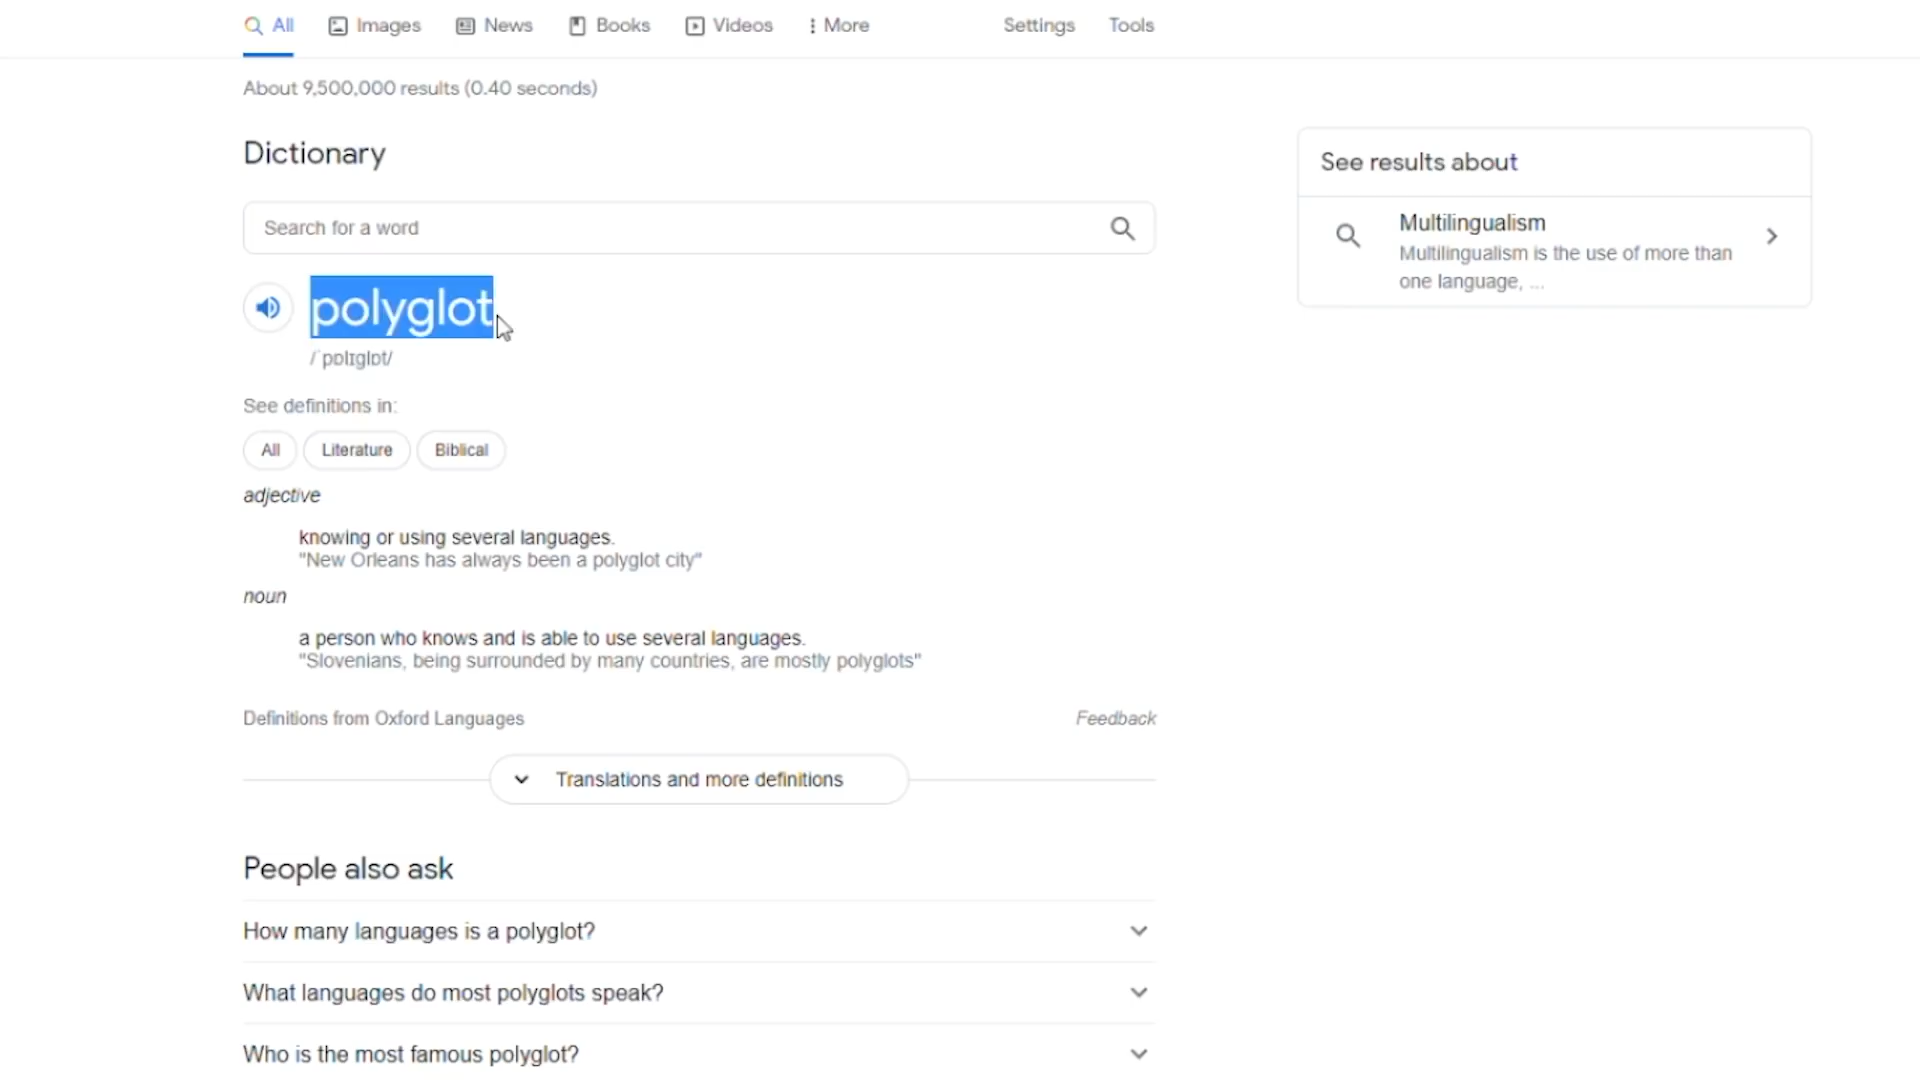 All Images News Books Videos More Settings Tools
About 9,500,000 results (0.40 seconds)
Dictionary
Search for a word
polyglot
/ˈpɒlɪɡlɒt/
See definitions in:
All Literature Biblical
adjective
knowing or using several languages.
"New Orleans has always been a polyglot city"
noun
a person who knows and is able to use several languages.
"Slovenians, being surrounded by many countries, are mostly polyglots"
Definitions from Oxford Languages Feedback
Translations and more definitions
People also ask
How many languages is a polyglot?
What languages do most polyglots speak?
Who is the most famous polyglot?
See results about
Multilingualism
Multilingualism is the use of more than
one language, ...